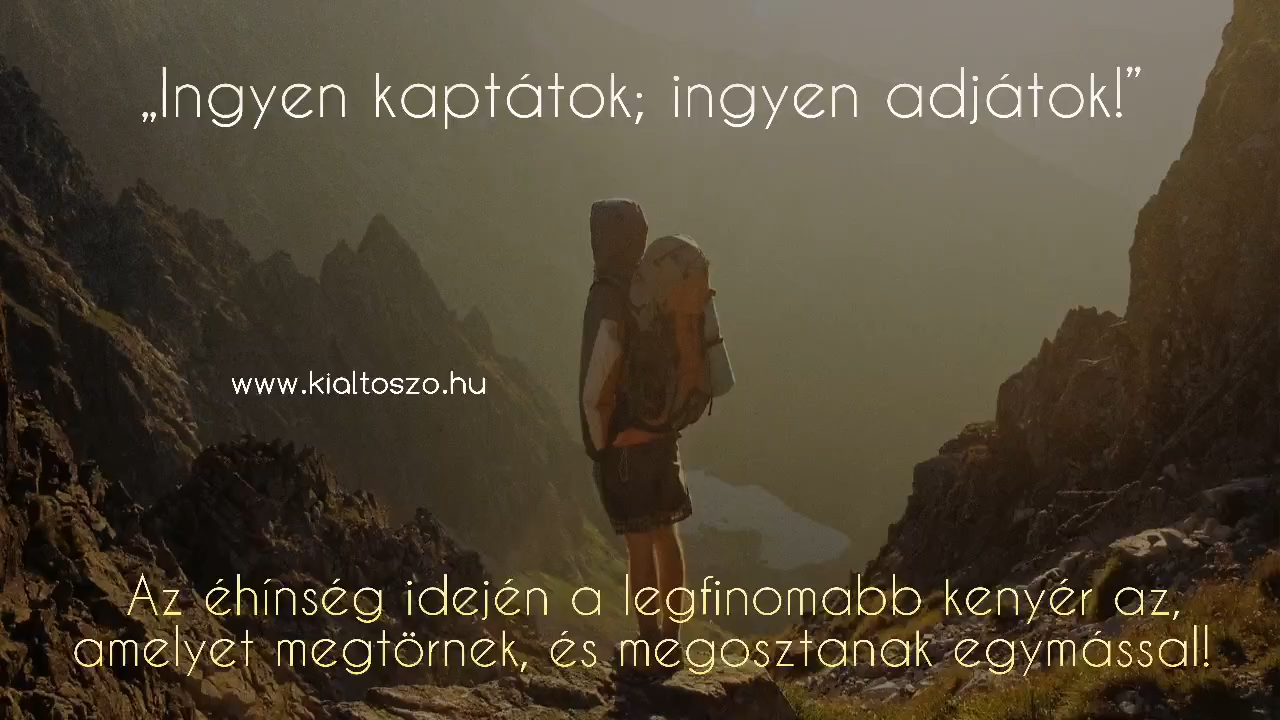 „Ingyen kaptátok; ingyen adjátok!”
www.kialtoszo.hu
Az éhínség idején a legfinomabb kenyér az,
amelyet megtörnek, és megosztanak egymással!